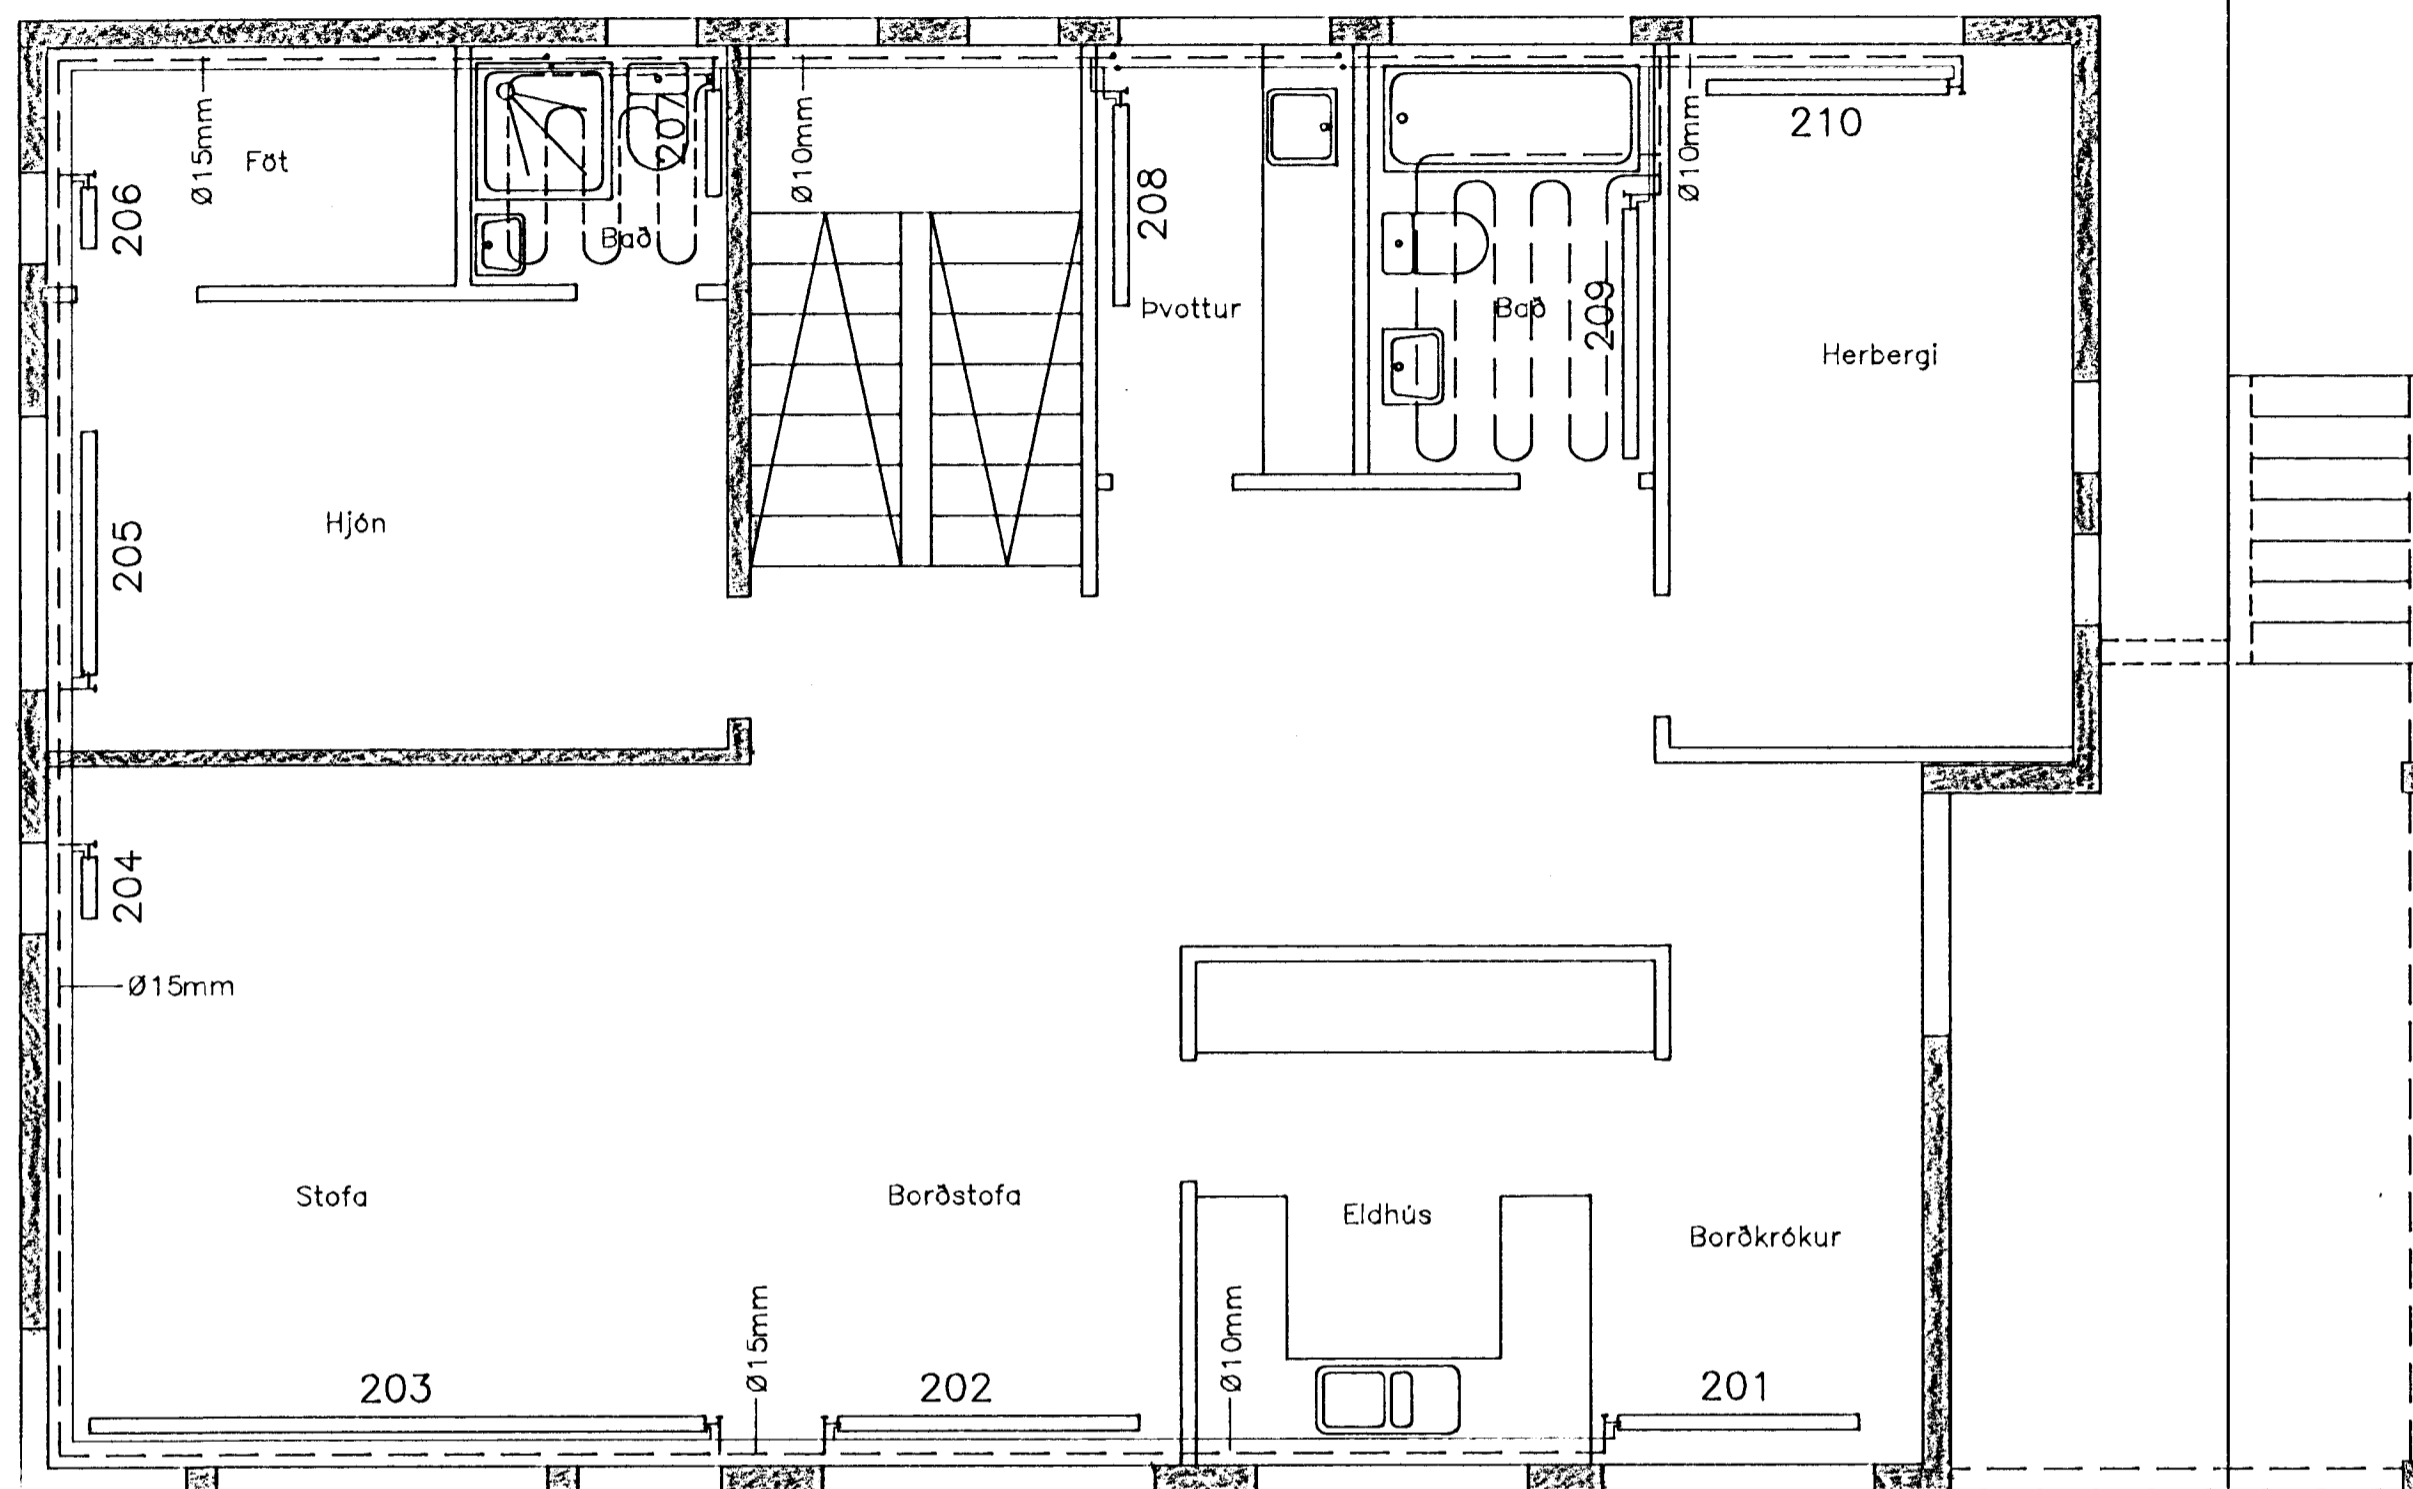 210
Ø15mm
Föt
207
Ø10mm
Ø10mm
206
208
Bað
Þvottur
Bað
209
Herbergi
205
Hjón
204
Ø15mm
Stofa
Borðstofa
Eldhús
Borðkrókur
Ø15mm
Ø10mm
203
202
201